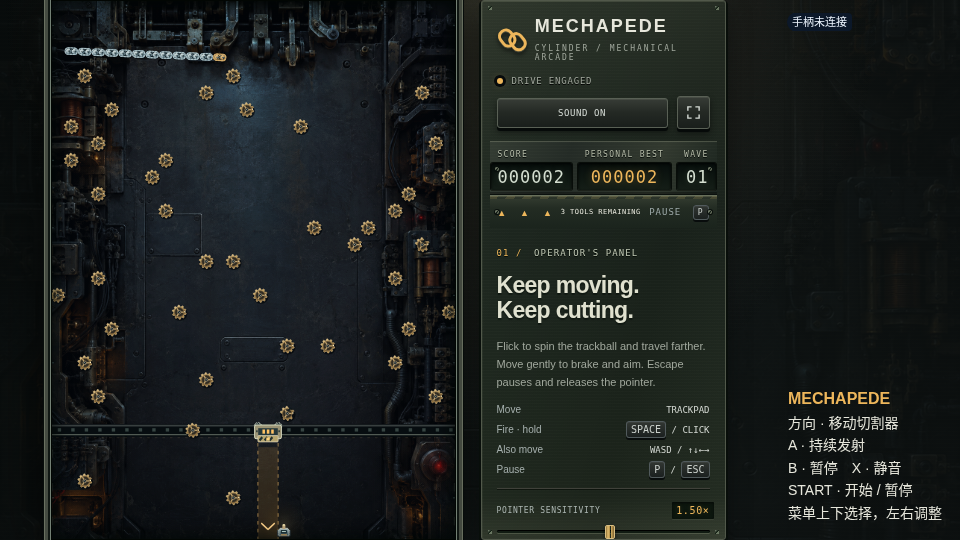 MECHAPEDE
CYLINDER / MECHANICAL
ARCADE
DRIVE ENGAGED
SOUND ON
SCORE PERSONAL BEST WAVE
000002 000002 01
3 TOOLS REMAINING PAUSE P
01 / OPERATOR'S PANEL
Keep moving.
Keep cutting.
Flick to spin the trackball and travel farther.
Move gently to brake and aim. Escape
pauses and releases the pointer.
Move TRACKPAD
Fire · hold SPACE / CLICK
Also move WASD / ↑↓←→
Pause P / ESC
POINTER SENSITIVITY 1.50×
手柄未连接
MECHAPEDE
方向 · 移动切割器
A · 持续发射
B · 暂停 X · 静音
START · 开始 / 暂停
菜单上下选择，左右调整